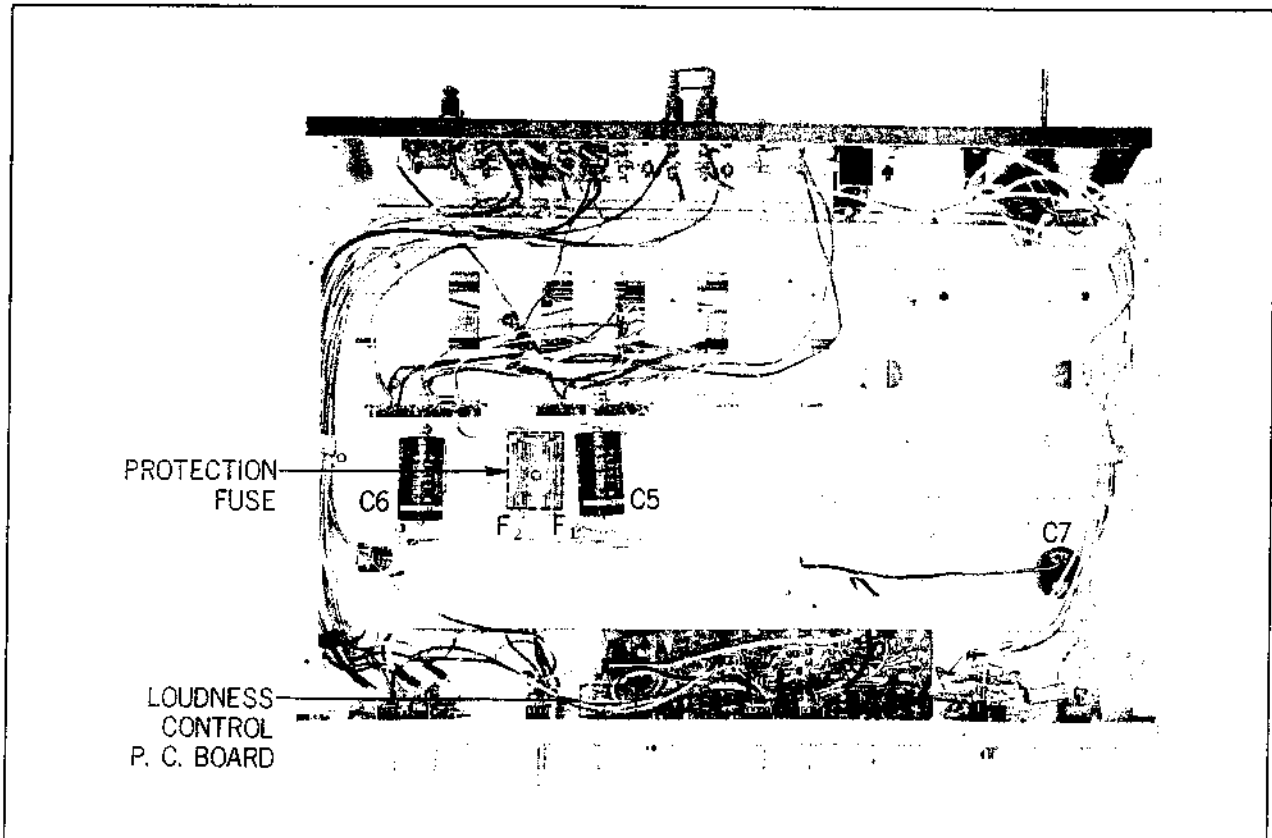 PROTECTION
FUSE
C6
F₂
F₁
C5
C7
LOUDNESS
CONTROL
P. C. BOARD